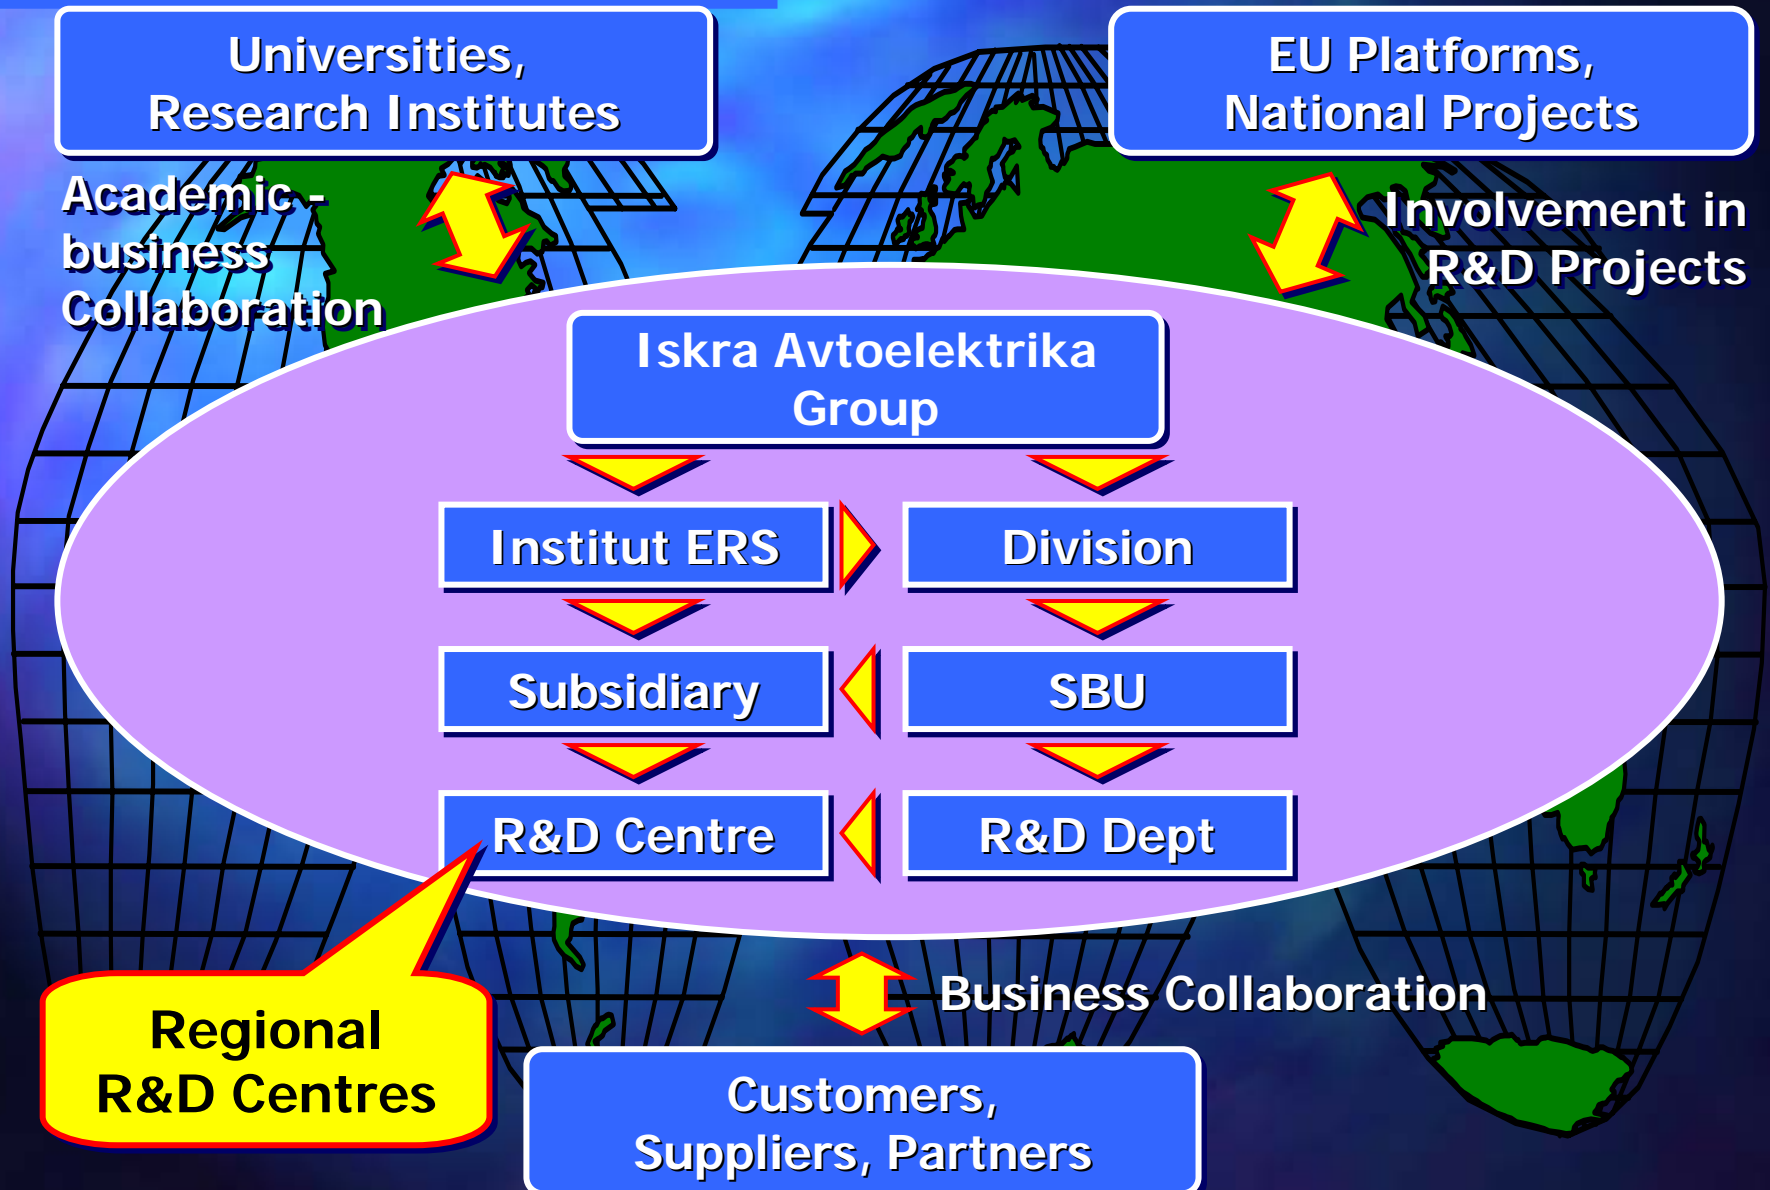 Universities,
Research Institutes
EU Platforms,
National Projects
Academic -
business
Collaboration
Involvement in
R&D Projects
Iskra Avtoelektrika
Group
Institut ERS
Division
Subsidiary
SBU
R&D Centre
R&D Dept
Regional
R&D Centres
Business Collaboration
Customers,
Suppliers, Partners